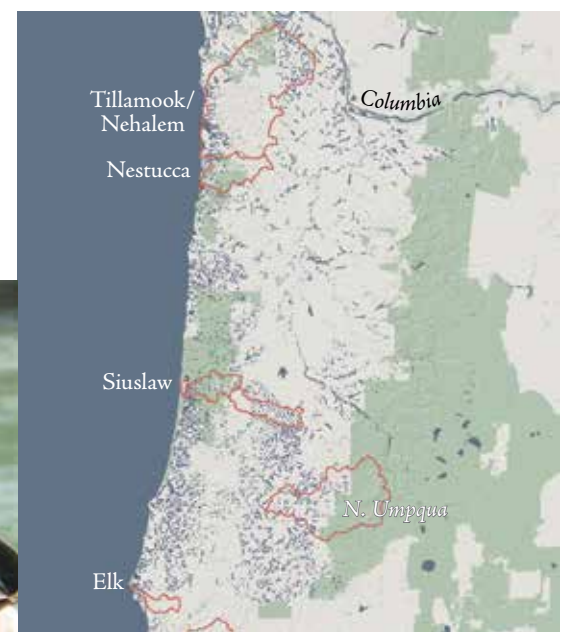 Tillamook/
Nehalem
Columbia
Nestucca
Siuslaw
N. Umpqua
Elk